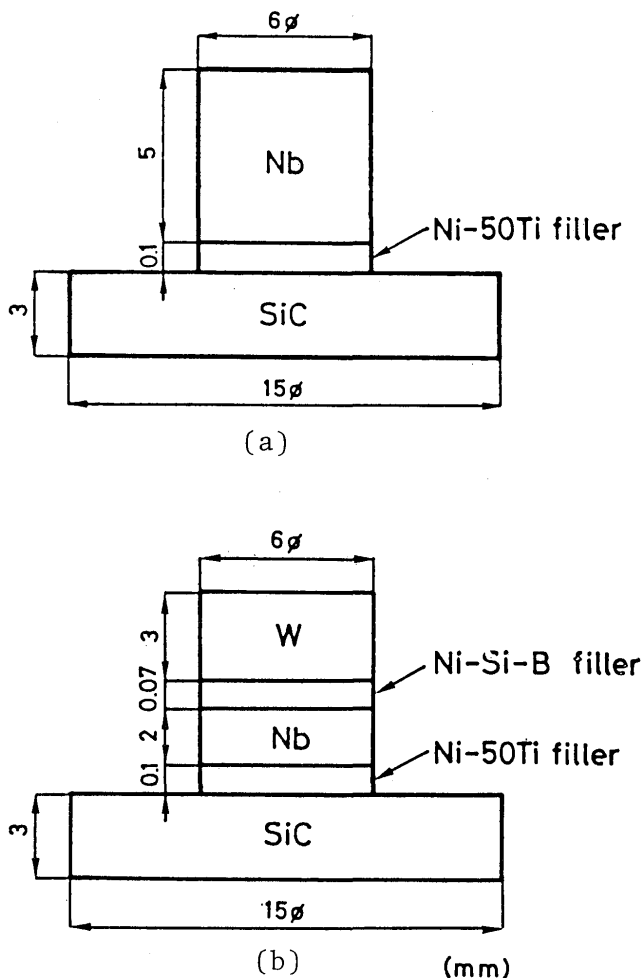 6ø
5
Nb
Ni-50Ti filler
0.1
3
SiC
15ø
(a)
6ø
3
W
Ni-Si-B filler
0.07
2
Nb
Ni-50Ti filler
0.1
3
SiC
15ø
(b)
(mm)